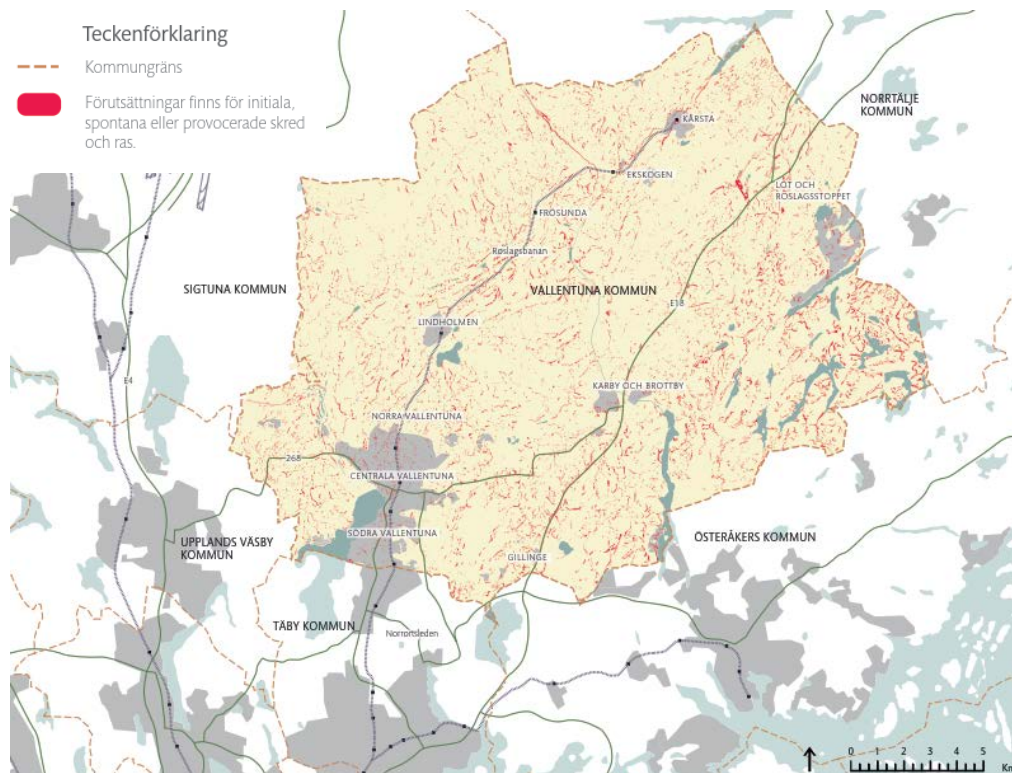 Teckenförklaring
Kommungräns
Förutsättningar finns för initiala,
spontana eller provocerade skred
och ras.
NORRTÄLJE
KOMMUN
KÅRSTA
EKSKOGEN
LÖT OCH
ROSLAGSSTOPPET
FROSUNDA
Roslagsbanan
SIGTUNA KOMMUN
VALLENTUNA KOMMUN
E18
LINDHOLMEN
E4
KARBY OCH BROTTBY
NORRA VALLENTUNA
268
CENTRALA VALLENTUNA
SÖDRA VALLENTUNA
UPPLANDS VÄSBY
KOMMUN
ÖSTERÅKERS KOMMUN
GILLINGE
TÄBY KOMMUN
Norrortsleden
0 1 2 3 4 5
Km